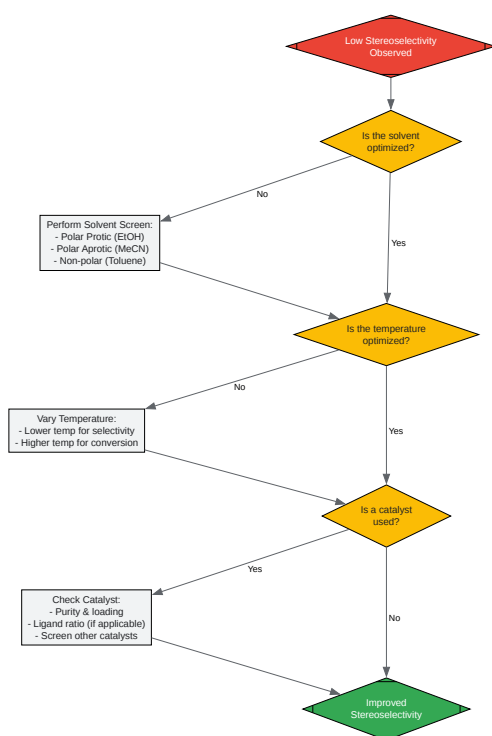 Low Stereoselectivity
Observed
Is the solvent
optimized?
No
Perform Solvent Screen:
- Polar Protic (EtOH)
- Polar Aprotic (MeCN)
- Non-polar (Toluene)
Yes
Is the temperature
optimized?
No
Vary Temperature:
- Lower temp for selectivity
- Higher temp for conversion
Yes
Is a catalyst
used?
Yes
Check Catalyst:
- Purity & loading
- Ligand ratio (if applicable)
- Screen other catalysts
No
Improved
Stereoselectivity